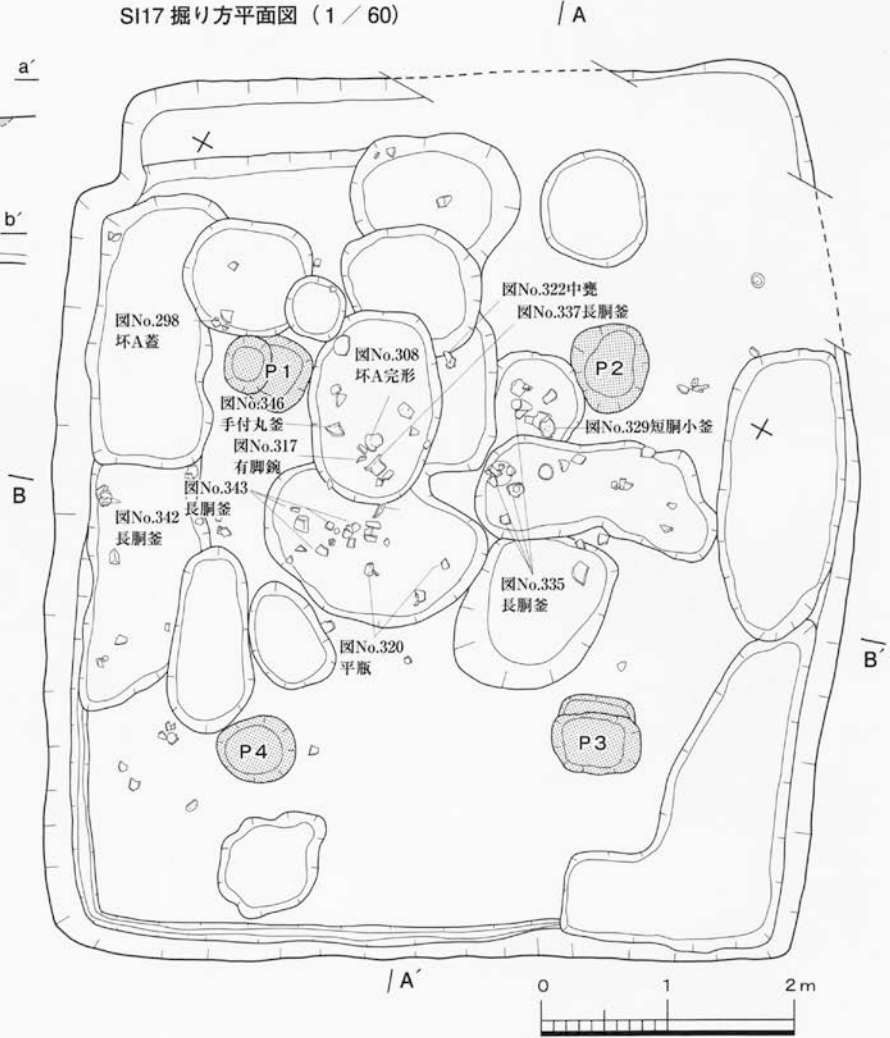 SI17 掘り方平面図（1／60）
A
a′
b′
図No.322中甕
図No.337長胴釜
図No.298
坏A蓋
図No.308
坏A完形
P1
P2
図No.346
手付丸釜
図No.329短胴小釜
図No.317
有脚鋺
B
図No.343
長胴釜
図No.342
長胴釜
図No.335
長胴釜
図No.320
平瓶
B′
P4
P3
A′
0 1 2m